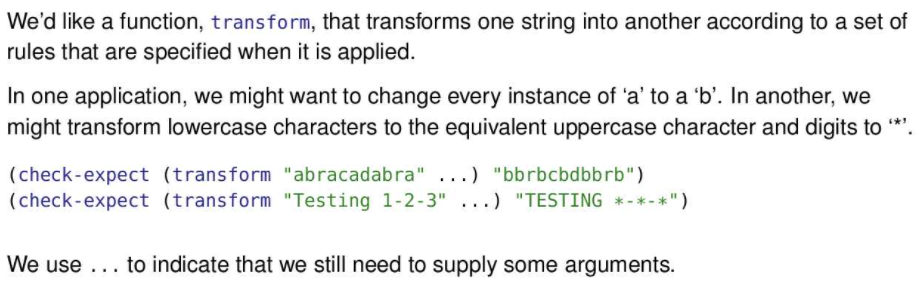 We'd like a function, transform, that transforms one string into another according to a set of
rules that are specified when it is applied.
In one application, we might want to change every instance of ‘a’ to a ‘b’. In another, we
might transform lowercase characters to the equivalent uppercase character and digits to ‘*’.
(check-expect (transform "abracadabra" ...) "bbrbcbdbbrb")
(check-expect (transform "Testing 1-2-3" ...) "TESTING *-*-*")
We use ... to indicate that we still need to supply some arguments.